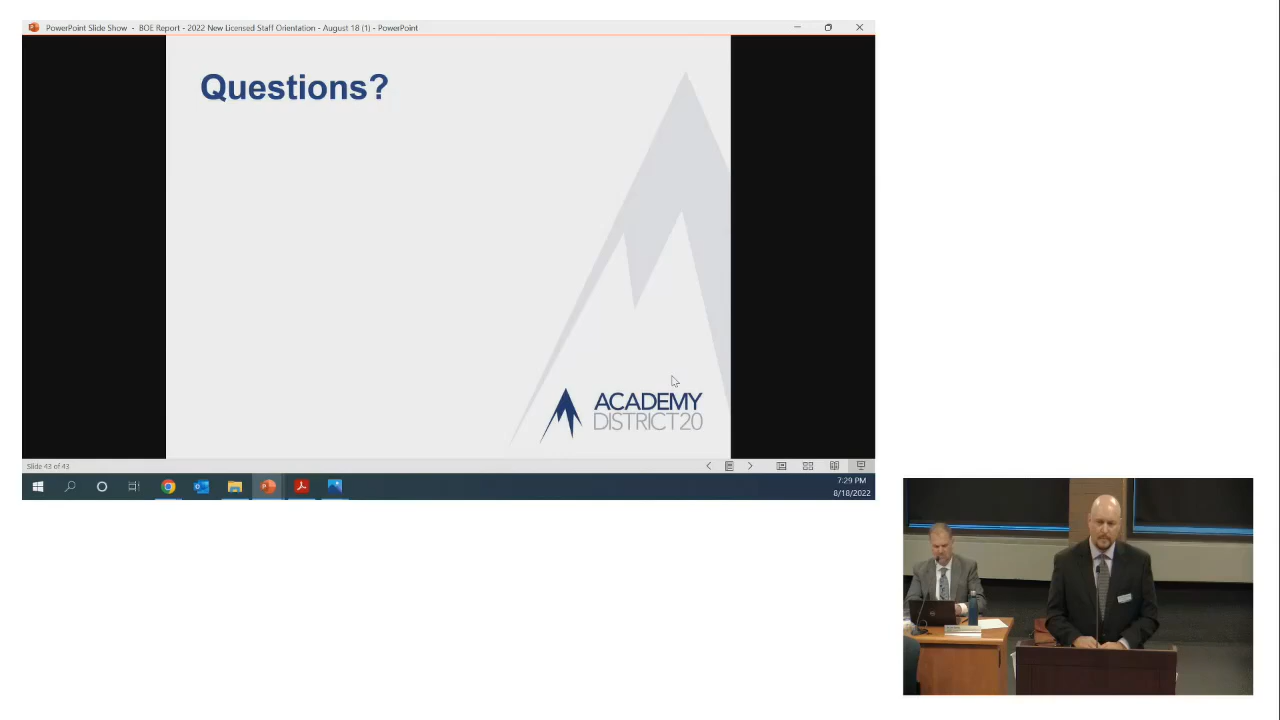 PowerPoint Slide Show - BOE Report - 2022 New Licensed Staff Orientation - August 18 (1) - PowerPoint
Questions?
ACADEMY
DISTRICT20
Slide 43 of 43
7:29 PM
8/18/2022